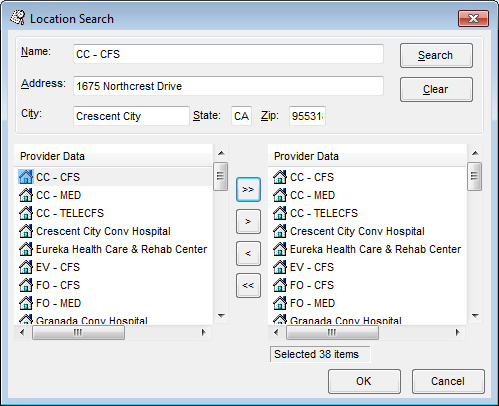 Location Search
Name: CC - CFS Search
Address: 1675 Northcrest Drive Clear
City: Crescent City State: CA Zip: 95531
Provider Data
CC - CFS
CC - MED
CC - TELECFS
Crescent City Conv Hospital
Eureka Health Care & Rehab Center
EV - CFS
FO - CFS
FO - MED
Granada Conv Hospital
>>
>
<
<<
Provider Data
CC - CFS
CC - MED
CC - TELECFS
Crescent City Conv Hospital
Eureka Health Care & Rehab Center
EV - CFS
FO - CFS
FO - MED
Granada Conv Hospital
Selected 38 items
OK Cancel